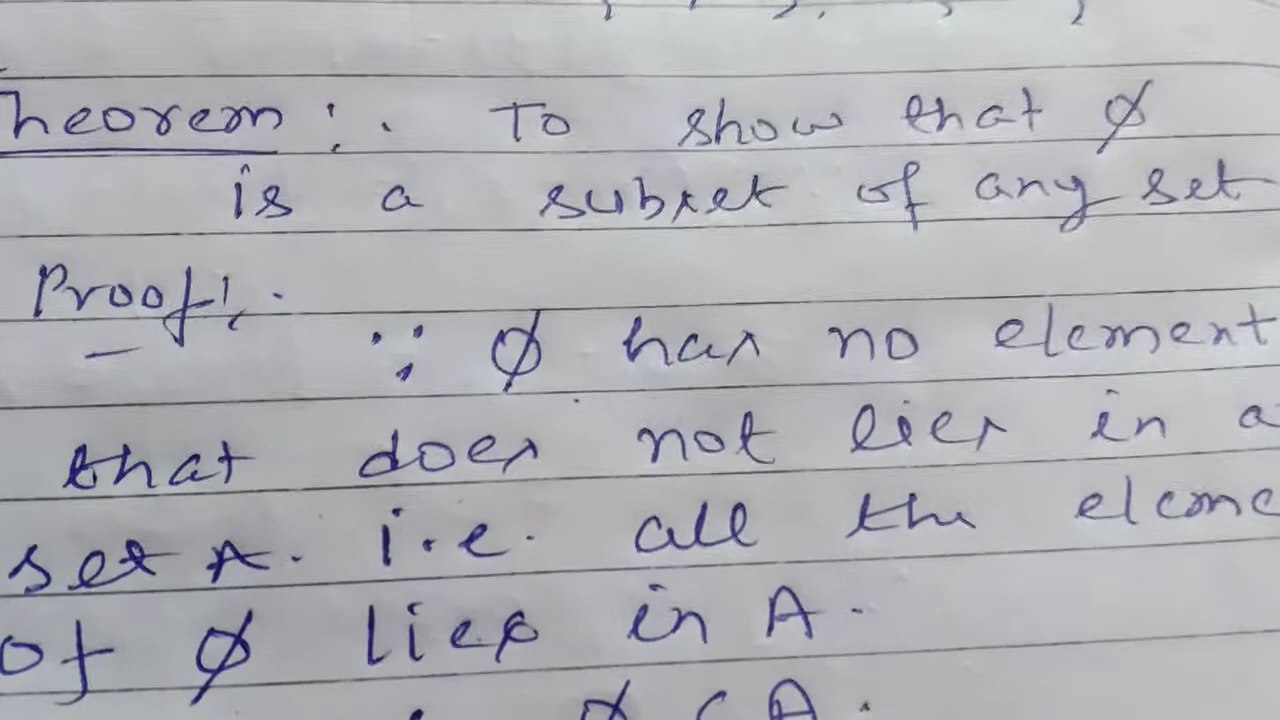 Theorem :. To show that ∅
is a subset of any set
Proof :.
∵ ∅ has no element
that does not lies in a
set A. i.e. all the eleme
of ∅ lies in A.
∴ ∅ ⊂ A.